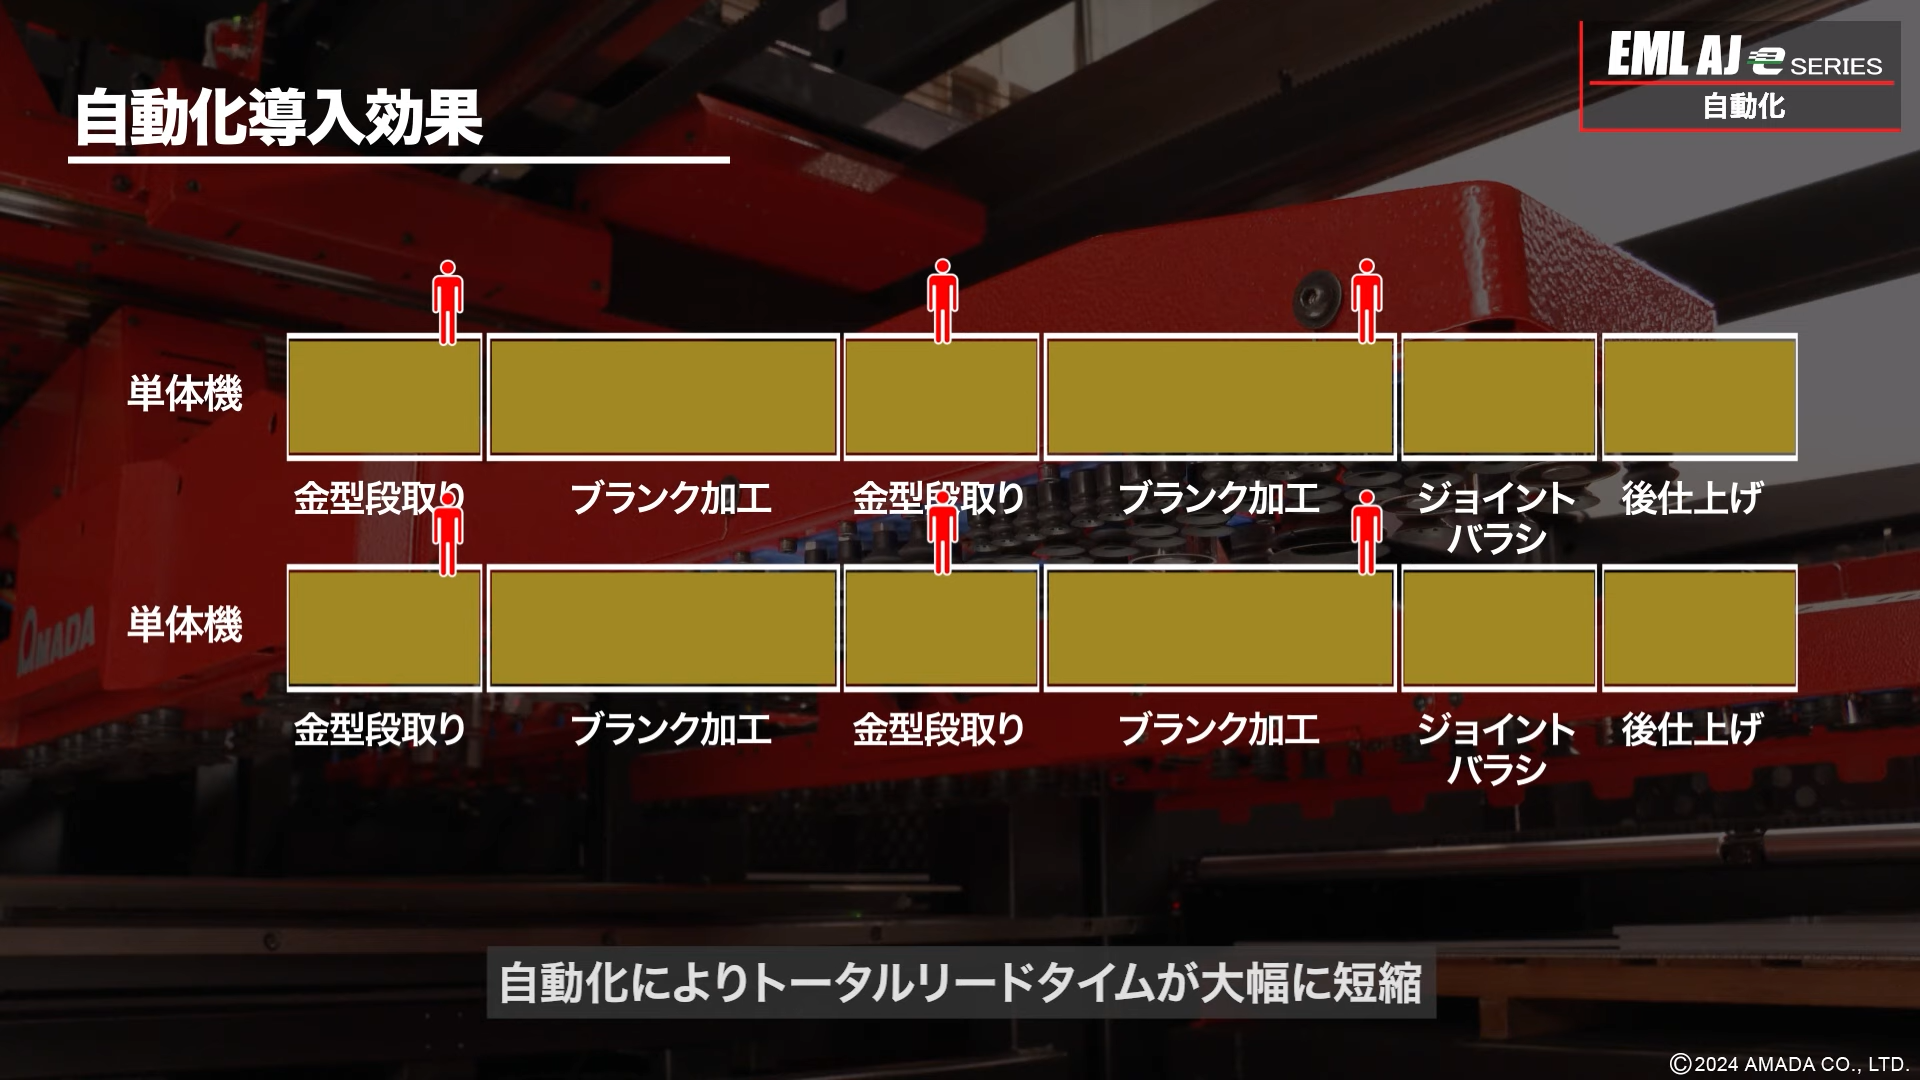 EML AJ e SERIES
自動化
自動化導入効果
単体機
金型段取り
ブランク加工
金型段取り
ブランク加工
ジョイント
バラシ
後仕上げ
単体機
金型段取り
ブランク加工
金型段取り
ブランク加工
ジョイント
バラシ
後仕上げ
AMADA
自動化によりトータルリードタイムが大幅に短縮
©2024 AMADA CO., LTD.